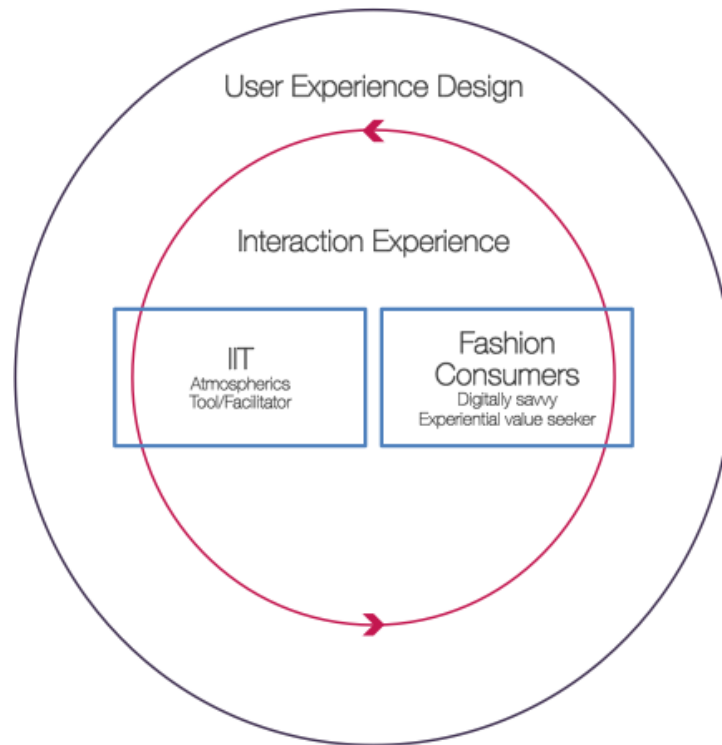 User Experience Design
Interaction Experience
IIT
Atmospherics
Tool/Facilitator
Fashion
Consumers
Digitally savvy
Experiential value seeker